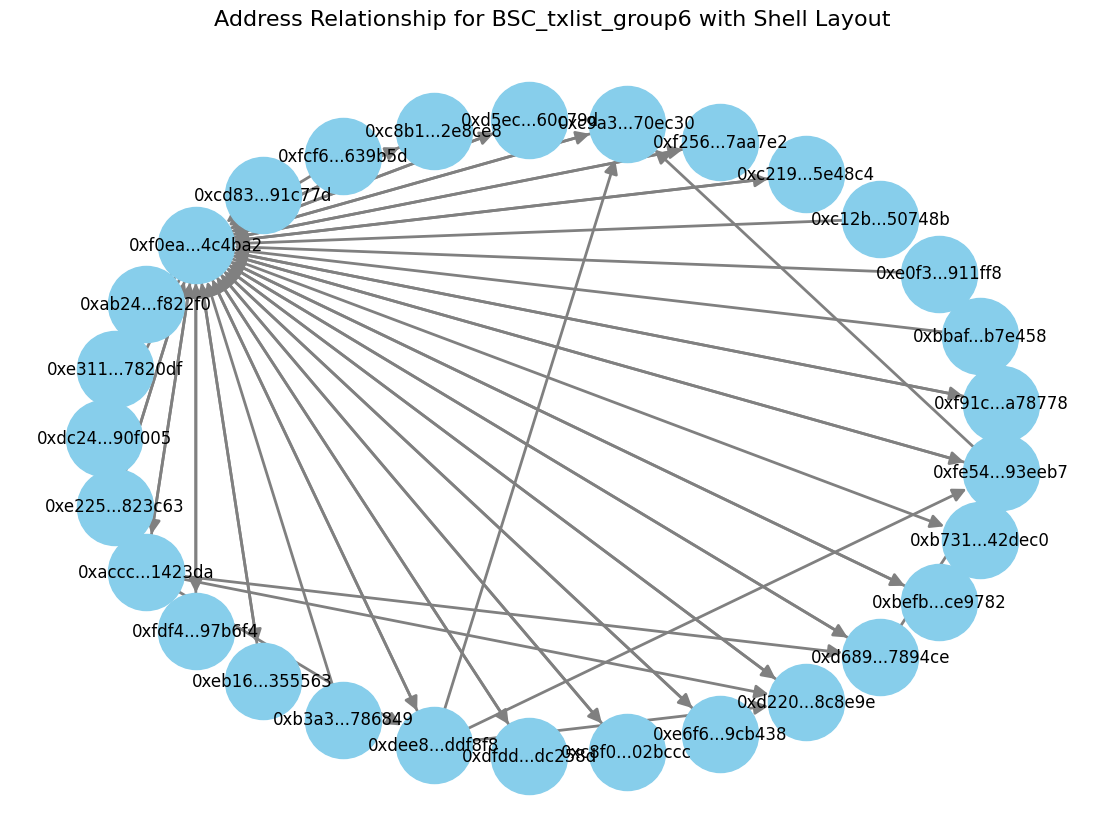 Address Relationship for BSC_txlist_group6 with Shell Layout
0xd5ec...60c79d
0xc9a3...70ec30
0xc8b1...2e8ce8
0xf256...7aa7e2
0xfcf6...639b5d
0xc219...5e48c4
0xcd83...91c77d
0xc12b...50748b
0xf0ea...4c4ba2
0xe0f3...911ff8
0xab24...f822f0
0xbbaf...b7e458
0xe311...7820df
0xf91c...a78778
0xdc24...90f005
0xfe54...93eeb7
0xe225...823c63
0xb731...42dec0
0xaccc...1423da
0xbefb...ce9782
0xfdf4...97b6f4
0xd689...7894ce
0xeb16...355563
0xd220...8c8e9e
0xb3a3...786849
0xe6f6...9cb438
0xdee8...ddf8f8
0xdfdd...dc258d
0xc8f0...02bccc